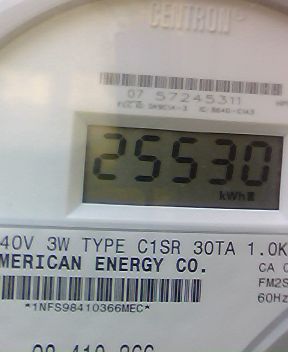 CENTRON
07 57245311
25530
kWh
40V 3W TYPE C1SR 30TA 1.0K
MERICAN ENERGY CO.
CA
FM2S
60Hz
*1NFS98410366MEC*